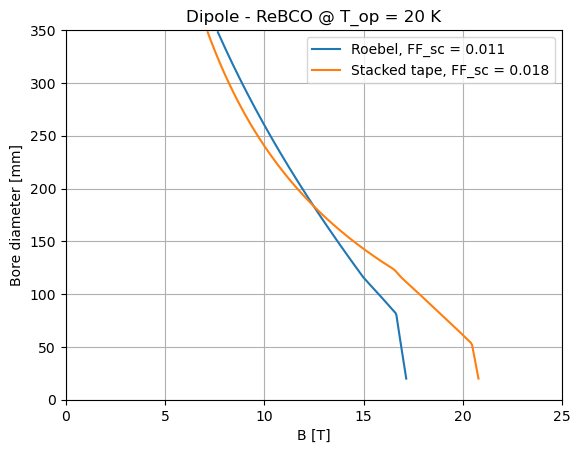 Dipole - ReBCO @ T_op = 20 K
Roebel, FF_sc = 0.011
Stacked tape, FF_sc = 0.018
Bore diameter [mm]
350
300
250
200
150
100
50
0
0 5 10 15 20 25
B [T]